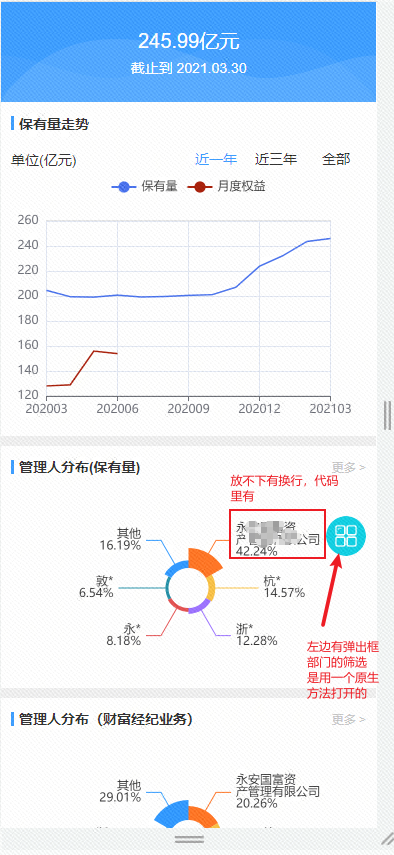 245.99亿元
截止到 2021.03.30
保有量走势
单位(亿元) 近一年 近三年 全部
保有量 月度权益
260
240
220
200
180
160
140
120
202003 202006 202009 202012 202103
管理人分布(保有量) 更多 >
放不下有换行，代码
里有
其他
16.19%
永 资
产 公司
42.24%
敦*
6.54%
杭*
14.57%
永*
8.18%
浙*
12.28%
左边有弹出框
部门的筛选
是用一个原生
方法打开的
管理人分布（财富经纪业务） 更多 >
其他
29.01%
永安国富资
产管理有限公司
20.26%